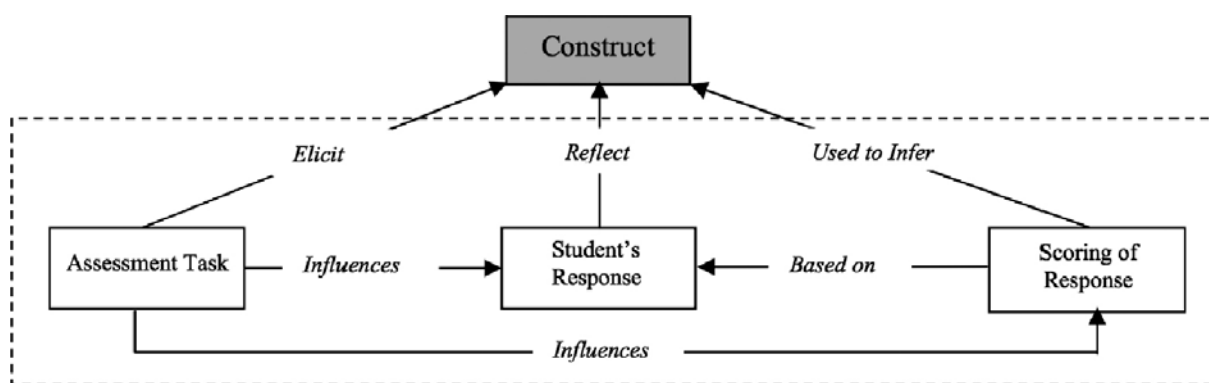 Construct
Elicit
Reflect
Used to Infer
Assessment Task
Influences
Student's
Response
Based on
Scoring of
Response
Influences